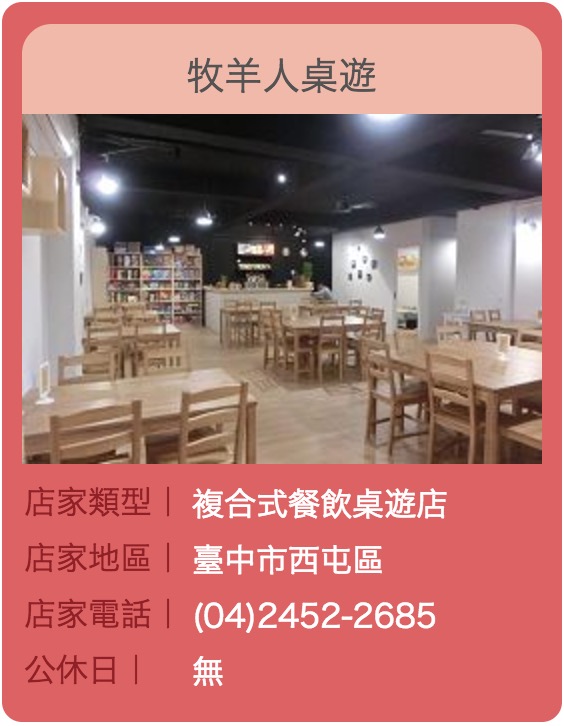 牧羊人桌遊
店家類型｜ 複合式餐飲桌遊店
店家地區｜ 臺中市西屯區
店家電話｜ (04)2452-2685
公休日｜ 無